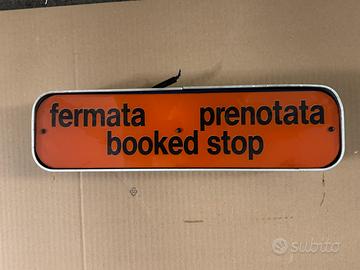 fermata prenotata
booked stop
subito